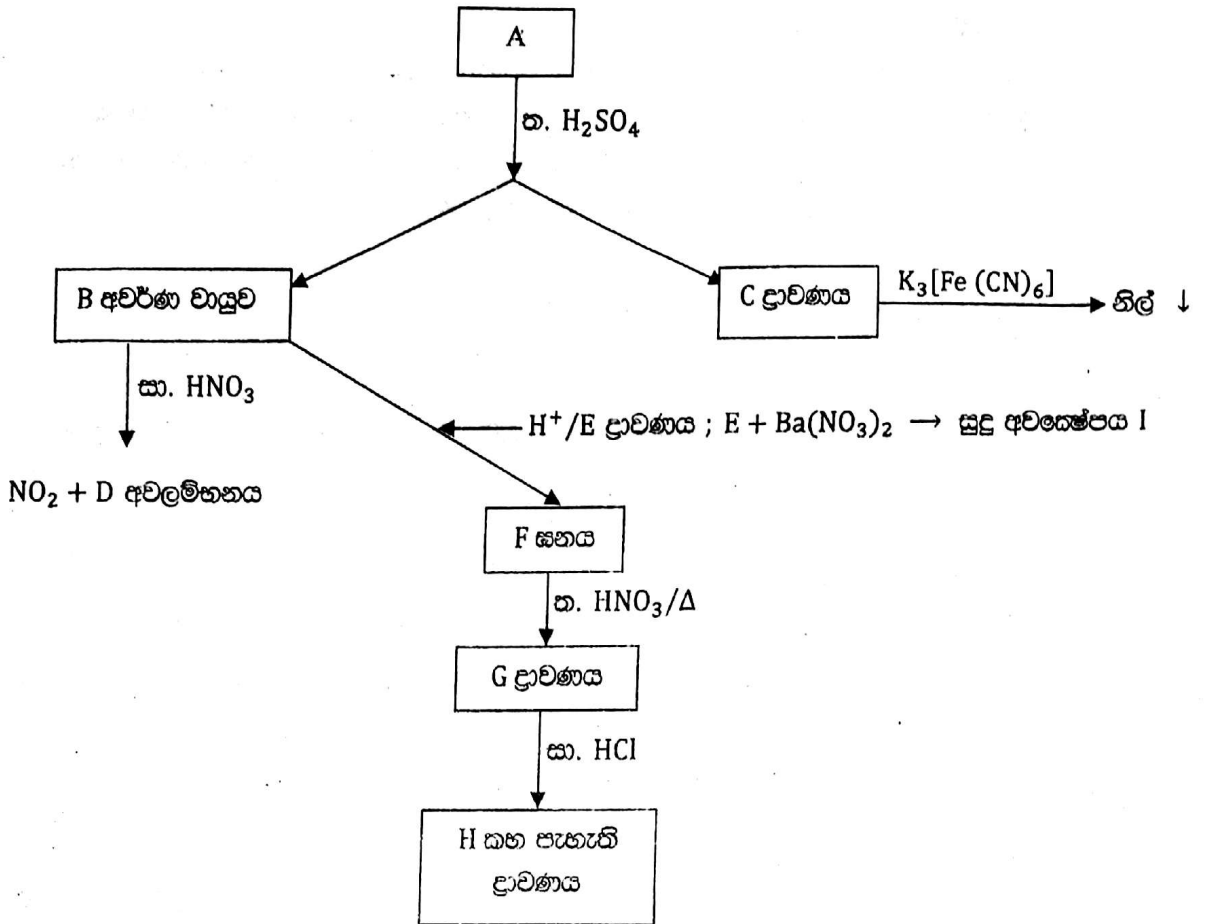 A
ත. H₂SO₄
B අවර්ණ වායුව
C ද්‍රාවණය
K₃[Fe (CN)₆]
නිල් ↓
සා. HNO₃
H⁺/E ද්‍රාවණය ; E + Ba(NO₃)₂ → සුදු අවක්ෂේපය I
NO₂ + D අවලම්භනය
F ඝනය
ත. HNO₃/Δ
G ද්‍රාවණය
සා. HCl
H කහ පැහැති
ද්‍රාවණය